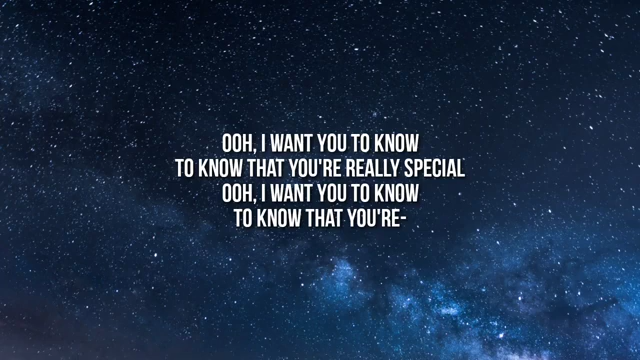 OOH, I WANT YOU TO KNOW
TO KNOW THAT YOU'RE REALLY SPECIAL
OOH, I WANT YOU TO KNOW
TO KNOW THAT YOU'RE-